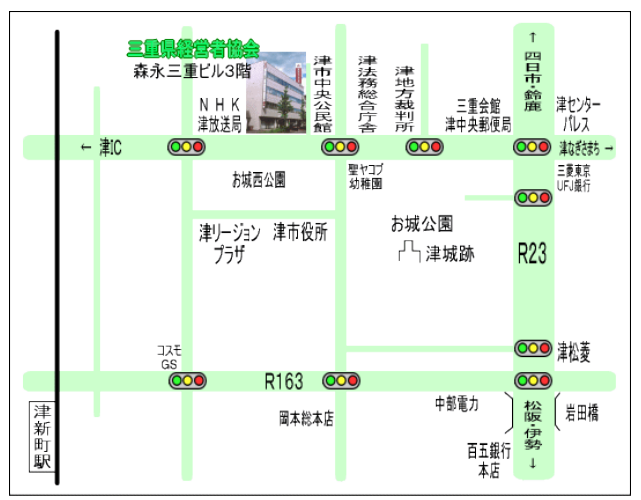 三重県経営者協会
森永三重ビル3階
NHK
津放送局
津市中央公民館
津法務総合庁舎
津地方裁判所
三重会館
津中央郵便局
↑
四日市・鈴鹿
津センター
パレス
← 津IC
津なぎさまち →
お城西公園
聖ヤコブ
幼稚園
三菱東京
UFJ銀行
津リージョン
プラザ
津市役所
お城公園
津城跡
R23
コスモ
GS
津松菱
R163
岡本総本店
中部電力
松阪・伊勢
↓
岩田橋
百五銀行
本店
津新町駅